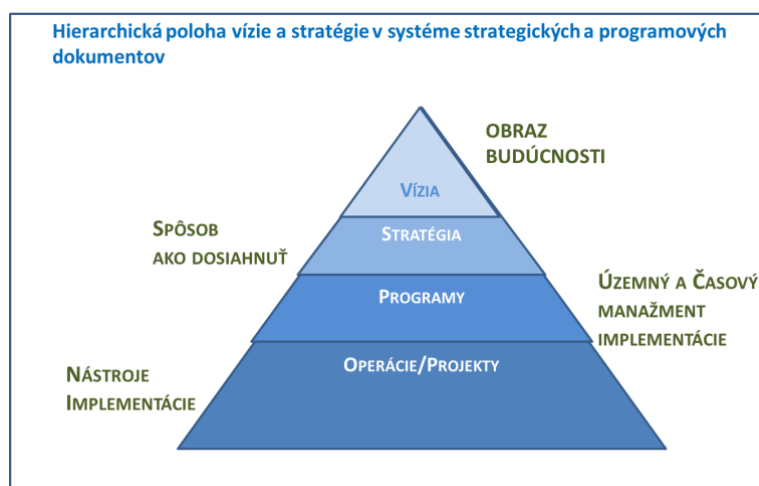 Hierarchická poloha vízie a stratégie v systéme strategických a programových
dokumentov
OBRAZ
BUDÚCNOSTI
VÍZIA
SPÔSOB
AKO DOSIAHNUŤ
STRATÉGIA
PROGRAMY
ÚZEMNÝ A ČASOVÝ
MANAŽMENT
IMPLEMENTÁCIE
OPERÁCIE/PROJEKTY
NÁSTROJE
IMPLEMENTÁCIE